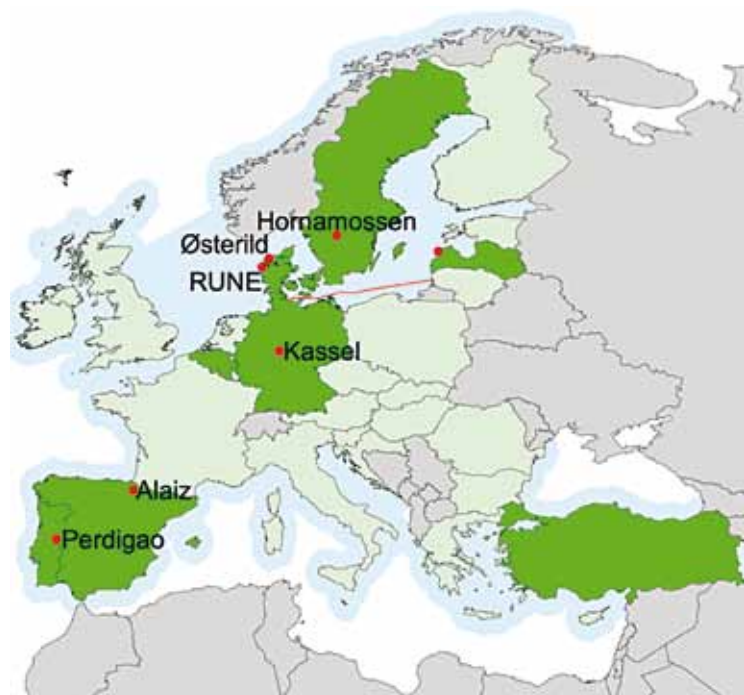 Hornamossen
Østerild
RUNE
Kassel
Alaiz
Perdigao